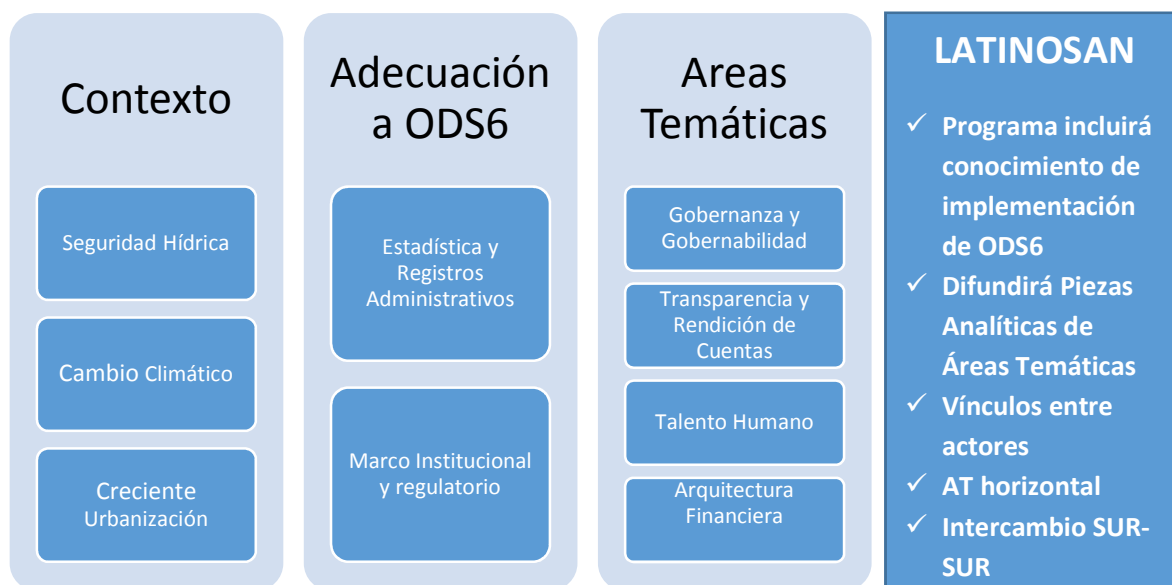 Contexto
Seguridad Hídrica
Cambio Climático
Creciente
Urbanización
Adecuación
a ODS6
Estadística y
Registros
Administrativos
Marco Institucional
y regulatorio
Areas
Temáticas
Gobernanza y
Gobernabilidad
Transparencia y
Rendición de
Cuentas
Talento Humano
Arquitectura
Financiera
LATINOSAN
✓ Programa incluirá
conocimiento de
implementación
de ODS6
✓ Difundirá Piezas
Analíticas de
Áreas Temáticas
✓ Vínculos entre
actores
✓ AT horizontal
✓ Intercambio SUR-
SUR